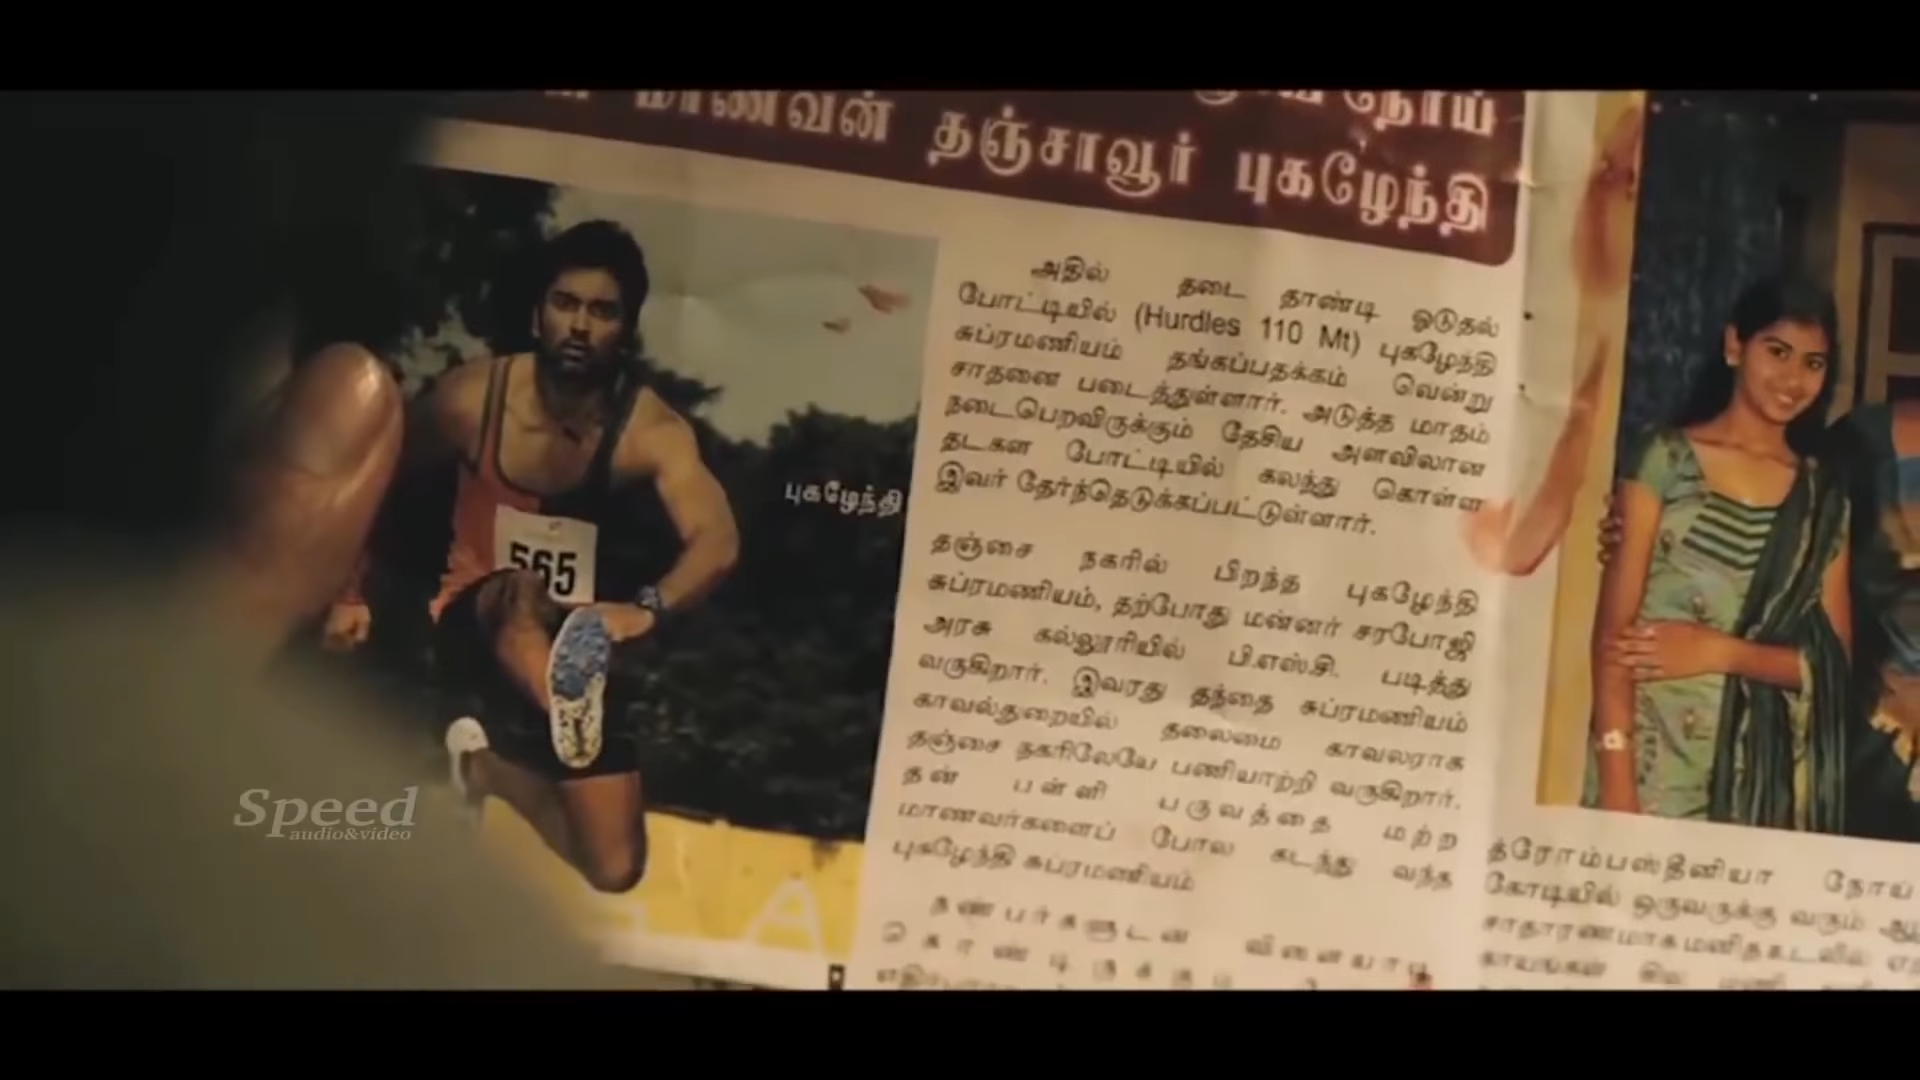 நோய்
மாணவன் தஞ்சாவூர் புகழேந்தி
அதில் தடை தாண்டி ஓடுதல்
போட்டியில் (Hurdles 110 Mt) புகழேந்தி
சுப்ரமணியம் தங்கப்பதக்கம் வென்று
சாதனை படைத்துள்ளார். அடுத்த மாதம்
நடைபெறவிருக்கும் தேசிய அளவிலான
தடகள போட்டியில் கலந்து கொள்ள
இவர் தேர்ந்தெடுக்கப்பட்டுள்ளார்.
தஞ்சை நகரில் பிறந்த புகழேந்தி
சுப்ரமணியம், தற்போது மன்னர் சரபோஜி
அரசு கல்லூரியில் பி.எஸ்.சி. படித்து
வருகிறார். இவரது தந்தை சுப்ரமணியம்
காவல்துறையில் தலைமை காவலராக
தஞ்சை நகரிலேயே பணியாற்றி வருகிறார்.
தன் பள்ளி பருவத்தை மற்ற
மாணவர்களைப் போல கடந்து வந்த
புகழேந்தி சுப்ரமணியம்
நண்பர்களுடன்
புகழேந்தி
565
த்ரோம்பஸ்தீனியா நோய்
கோடியில் ஒருவருக்கு வரும்
சாதாரணமாக மனித உடலில்
Speed
audio&video